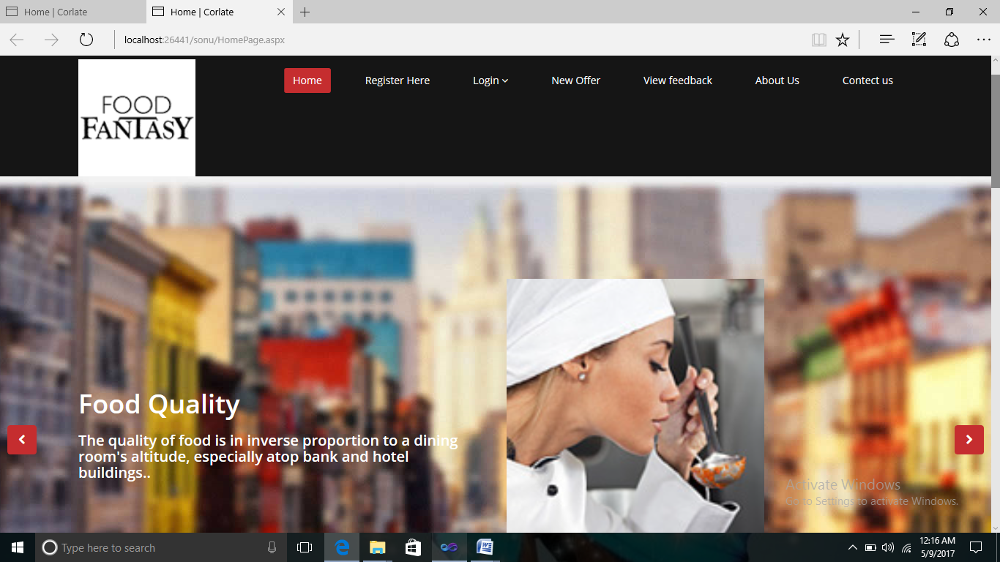 Home | Corlate
Home | Corlate
localhost:26441/sonu/HomePage.aspx
FOOD
FANTASY
Home
Register Here
Login
New Offer
View feedback
About Us
Contact us
Food Quality
The quality of food is in inverse proportion to a dining
room's altitude, especially atop bank and hotel
buildings..
Activate Windows
Go to Settings to activate Windows.
Type here to search
12:16 AM
5/9/2017